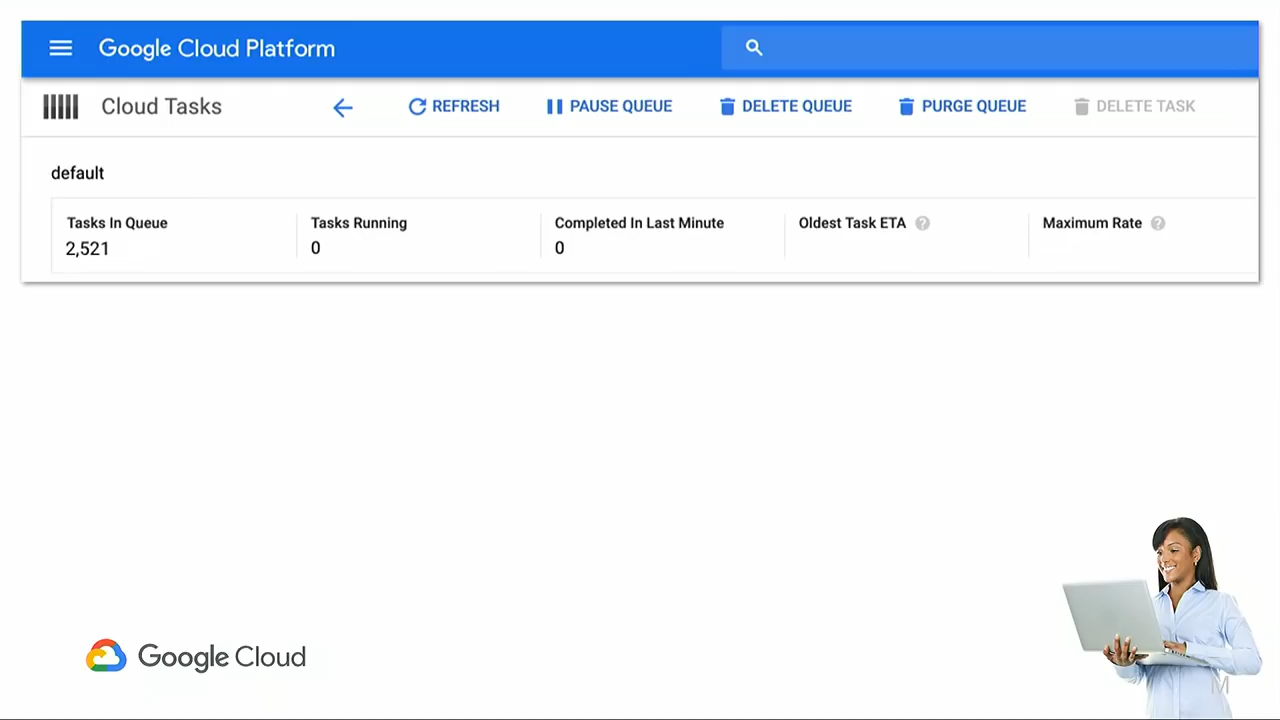 Google Cloud Platform
Cloud Tasks REFRESH PAUSE QUEUE DELETE QUEUE PURGE QUEUE DELETE TASK
default
Tasks In Queue Tasks Running Completed In Last Minute Oldest Task ETA ? Maximum Rate ?
2,521 0 0
Google Cloud
M